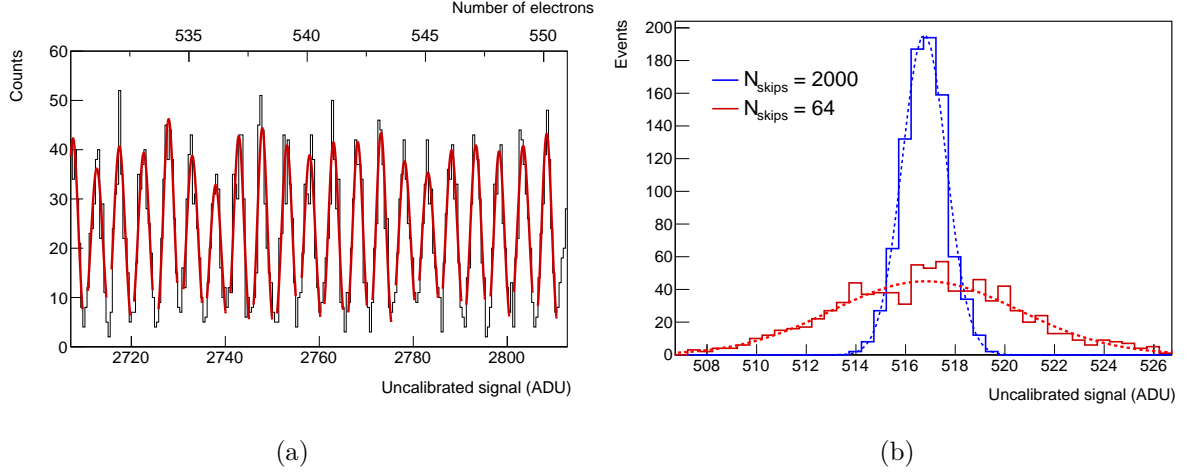 Number of electrons
535 540 545 550
Counts
60
50
40
30
20
10
0
2720 2740 2760 2780 2800
Uncalibrated signal (ADU)
(a)
Events
200
180
160
140
120
100
80
60
40
20
0
N_skips = 2000
N_skips = 64
508 510 512 514 516 518 520 522 524 526
Uncalibrated signal (ADU)
(b)